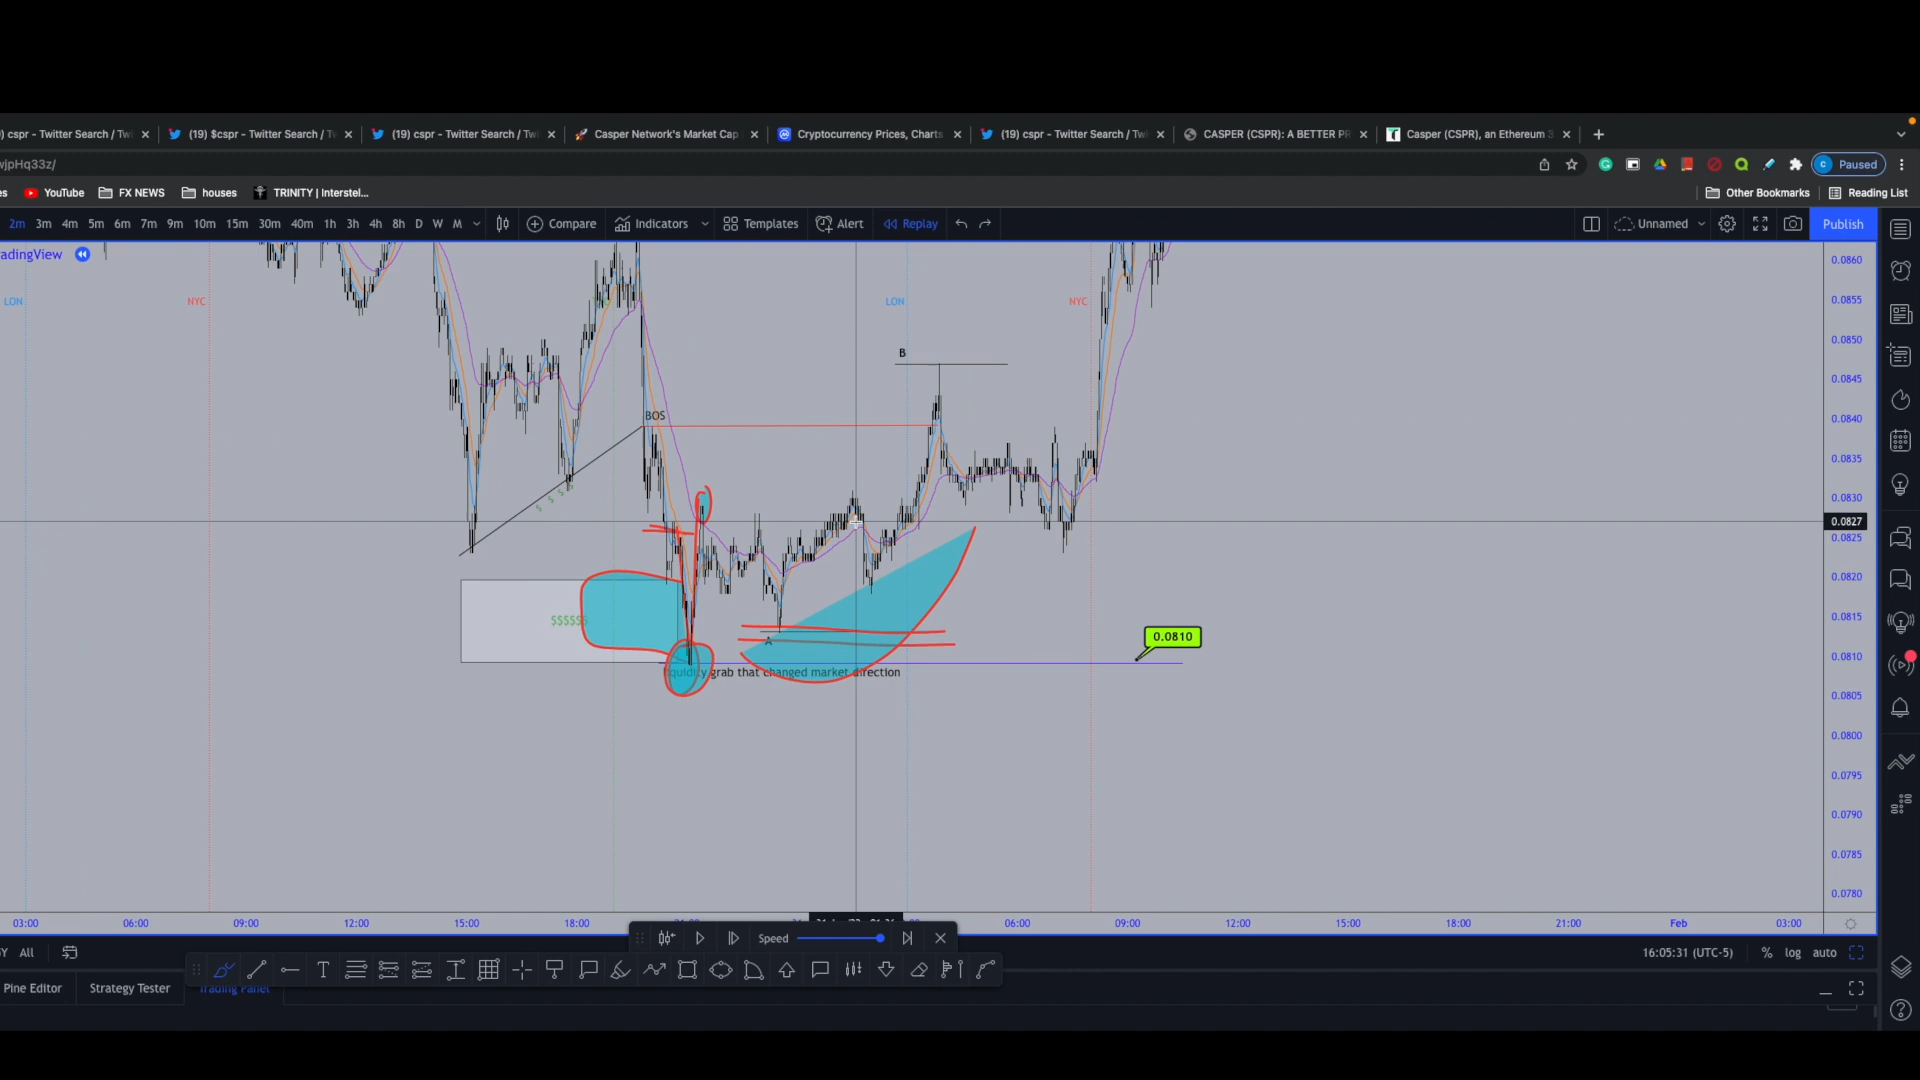 ) cspr - Twitter Search / Tw
(19) $cspr - Twitter Search / T
(19) cspr - Twitter Search / Tw
Casper Network's Market Cap
Cryptocurrency Prices, Charts
(19) cspr - Twitter Search / Tw
CASPER (CSPR): A BETTER PR
Casper (CSPR), an Ethereum 3
wjpHq33z/
C Paused
es YouTube FX NEWS houses TRINITY | Interstel...
Other Bookmarks Reading List
2m 3m 4m 5m 6m 7m 9m 10m 15m 30m 40m 1h 3h 4h 8h D W M Compare Indicators Templates Alert Replay
Unnamed Publish
adingView
LON NYC LON NYC
B
BOS
$ $ $
$$$$$$
A
liquidity grab that changed market direction
0.0810
0.0860
0.0855
0.0850
0.0845
0.0840
0.0835
0.0830
0.0827
0.0825
0.0820
0.0815
0.0810
0.0805
0.0800
0.0795
0.0790
0.0785
0.0780
03:00 06:00 09:00 12:00 15:00 18:00 06:00 09:00 12:00 15:00 18:00 21:00 Feb 03:00
Speed
Y All
16:05:31 (UTC-5) % log auto
Pine Editor Strategy Tester Trading Panel